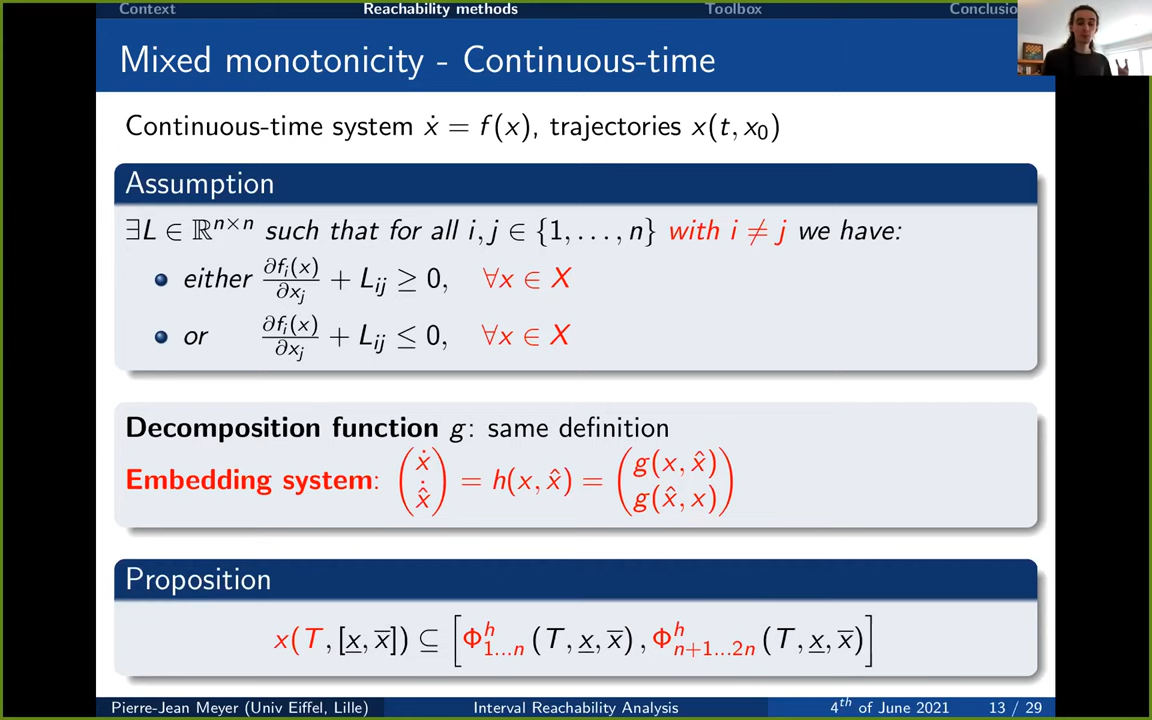 Context Reachability methods Toolbox Conclusio
Mixed monotonicity - Continuous-time
Continuous-time system ẋ = f(x), trajectories x(t, x₀)
Assumption
∃L ∈ ℝⁿˣⁿ such that for all i, j ∈ {1, . . . , n} with i ≠ j we have:
either ∂fᵢ(x)/∂xⱼ + Lᵢⱼ ≥ 0, ∀x ∈ X
or ∂fᵢ(x)/∂xⱼ + Lᵢⱼ ≤ 0, ∀x ∈ X
Decomposition function g: same definition
Embedding system: (ẋ; x̂̇) = h(x, x̂) = (g(x, x̂); g(x̂, x))
Proposition
x(T, [x̲, x̅]) ⊆ [Φʰ₁...ₙ (T, x̲, x̅), Φʰₙ₊₁...₂ₙ (T, x̲, x̅)]
Pierre-Jean Meyer (Univ Eiffel, Lille) Interval Reachability Analysis 4th of June 2021 13 / 29